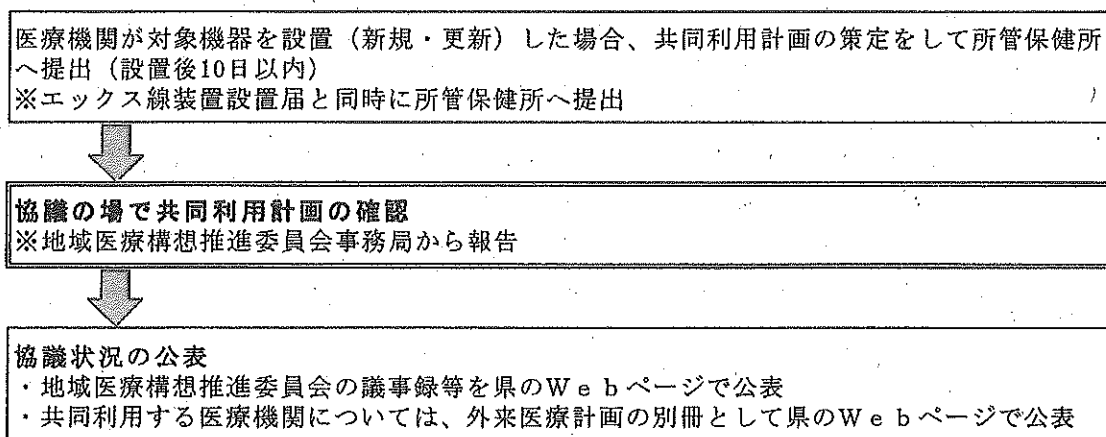 医療機関が対象機器を設置（新規・更新）した場合、共同利用計画の策定をして所管保健所
へ提出（設置後10日以内）
※エックス線装置設置届と同時に所管保健所へ提出
協議の場で共同利用計画の確認
※地域医療構想推進委員会事務局から報告
協議状況の公表
・地域医療構想推進委員会の議事録等を県のＷｅｂページで公表
・共同利用する医療機関については、外来医療計画の別冊として県のＷｅｂページで公表